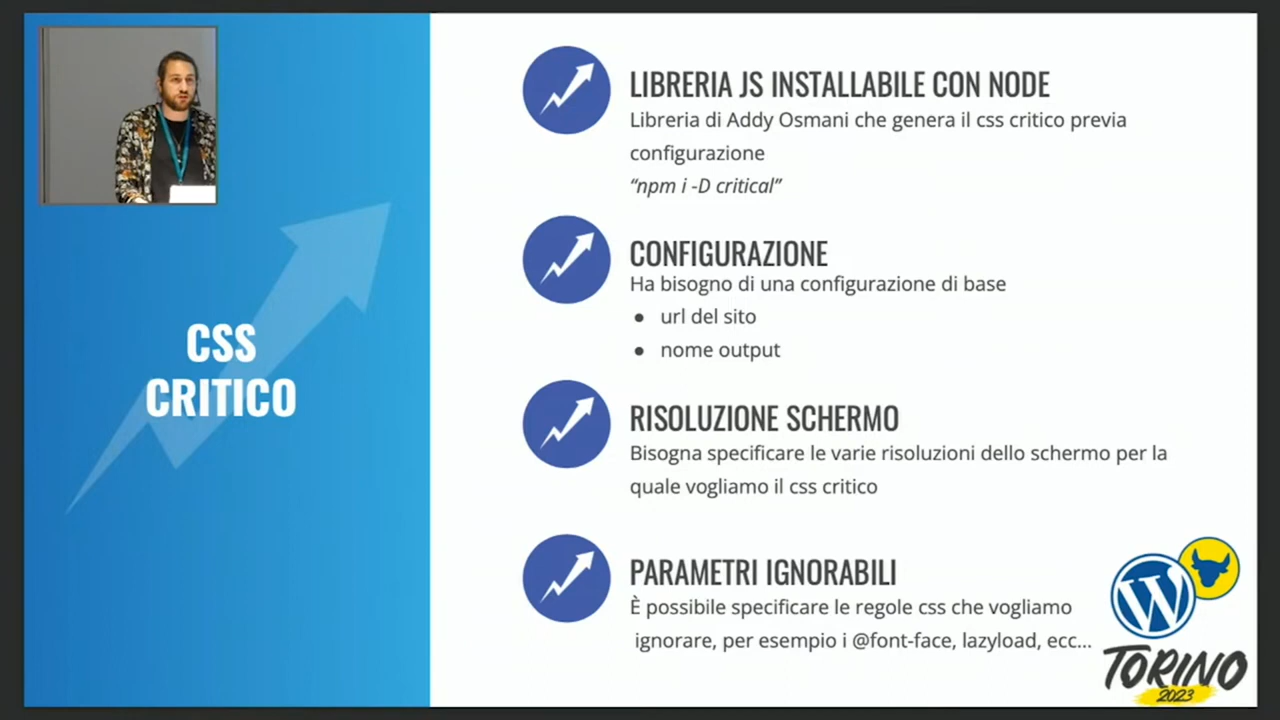 CSS
CRITICO
LIBRERIA JS INSTALLABILE CON NODE
Libreria di Addy Osmani che genera il css critico previa
configurazione
“npm i -D critical”
CONFIGURAZIONE
Ha bisogno di una configurazione di base
● url del sito
● nome output
RISOLUZIONE SCHERMO
Bisogna specificare le varie risoluzioni dello schermo per la
quale vogliamo il css critico
PARAMETRI IGNORABILI
È possibile specificare le regole css che vogliamo
ignorare, per esempio i @font-face, lazyload, ecc...
W
TORINO
2023